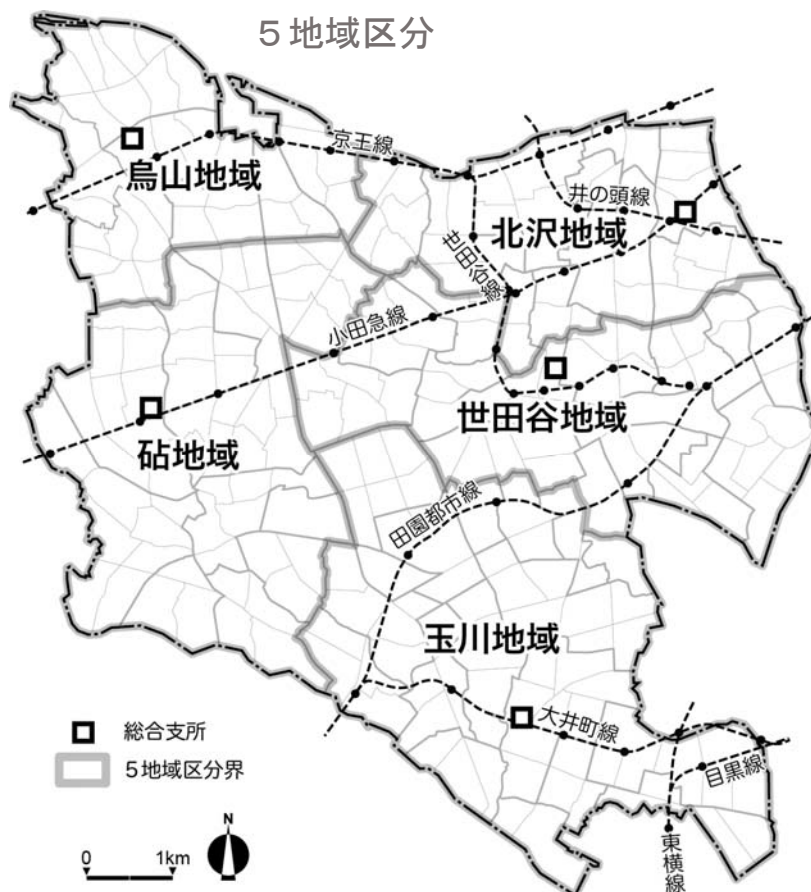 5地域区分
京王線
烏山地域
井の頭線
北沢地域
世田谷線
小田急線
世田谷地域
砧地域
田園都市線
玉川地域
大井町線
目黒線
東横線
総合支所
5地域区分界
N
0 1km